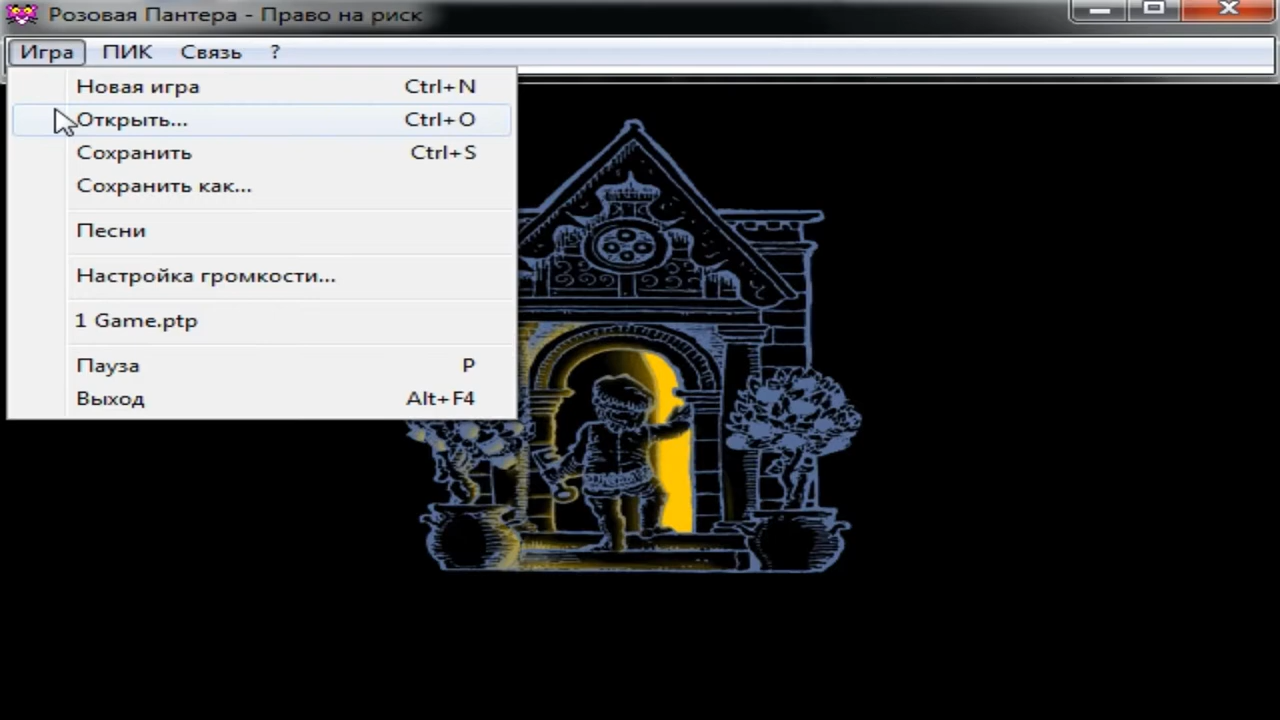 Розовая Пантера - Право на риск
Игра ПИК Связь ?
Новая игра Ctrl+N
Открыть... Ctrl+O
Сохранить Ctrl+S
Сохранить как...
Песни
Настройка громкости...
1 Game.ptp
Пауза P
Выход Alt+F4